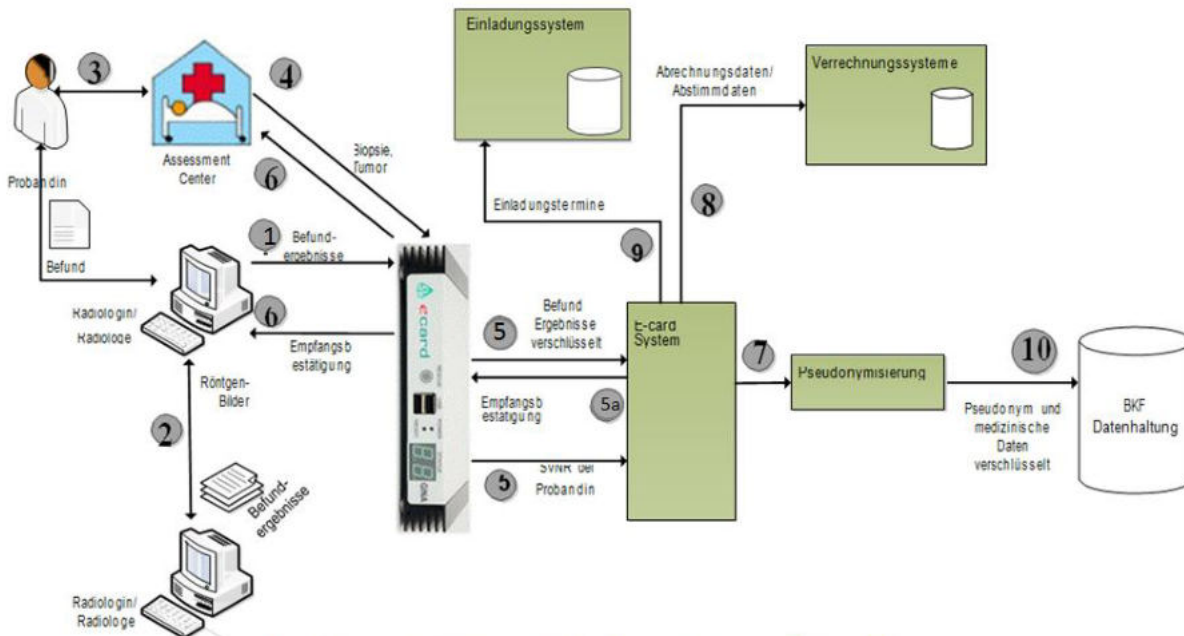 Einladungssystem
Verrechnungssysteme
Abrechnungsdaten/
Abstimmdaten
3
4
Assessment
Center
Probandin
Biopsie,
Tumor
6
Einladungstermine
8
9
1
Befund-
ergebnisse
Befund
Radiologin/
Radiologe
6
Empfangsb
estätigung
ecard
GINA
5
Befund
Ergebnisse
verschlüsselt
E-card
System
7
Pseudonymisierung
10
BKF
Datenhaltung
Empfangsb
estätigung
5a
Pseudonym und
medizinische
Daten
verschlüsselt
Röntgen-
Bilder
2
5
SVNR der
Probandin
Befund-
ergebnisse
Radiologin/
Radiologe